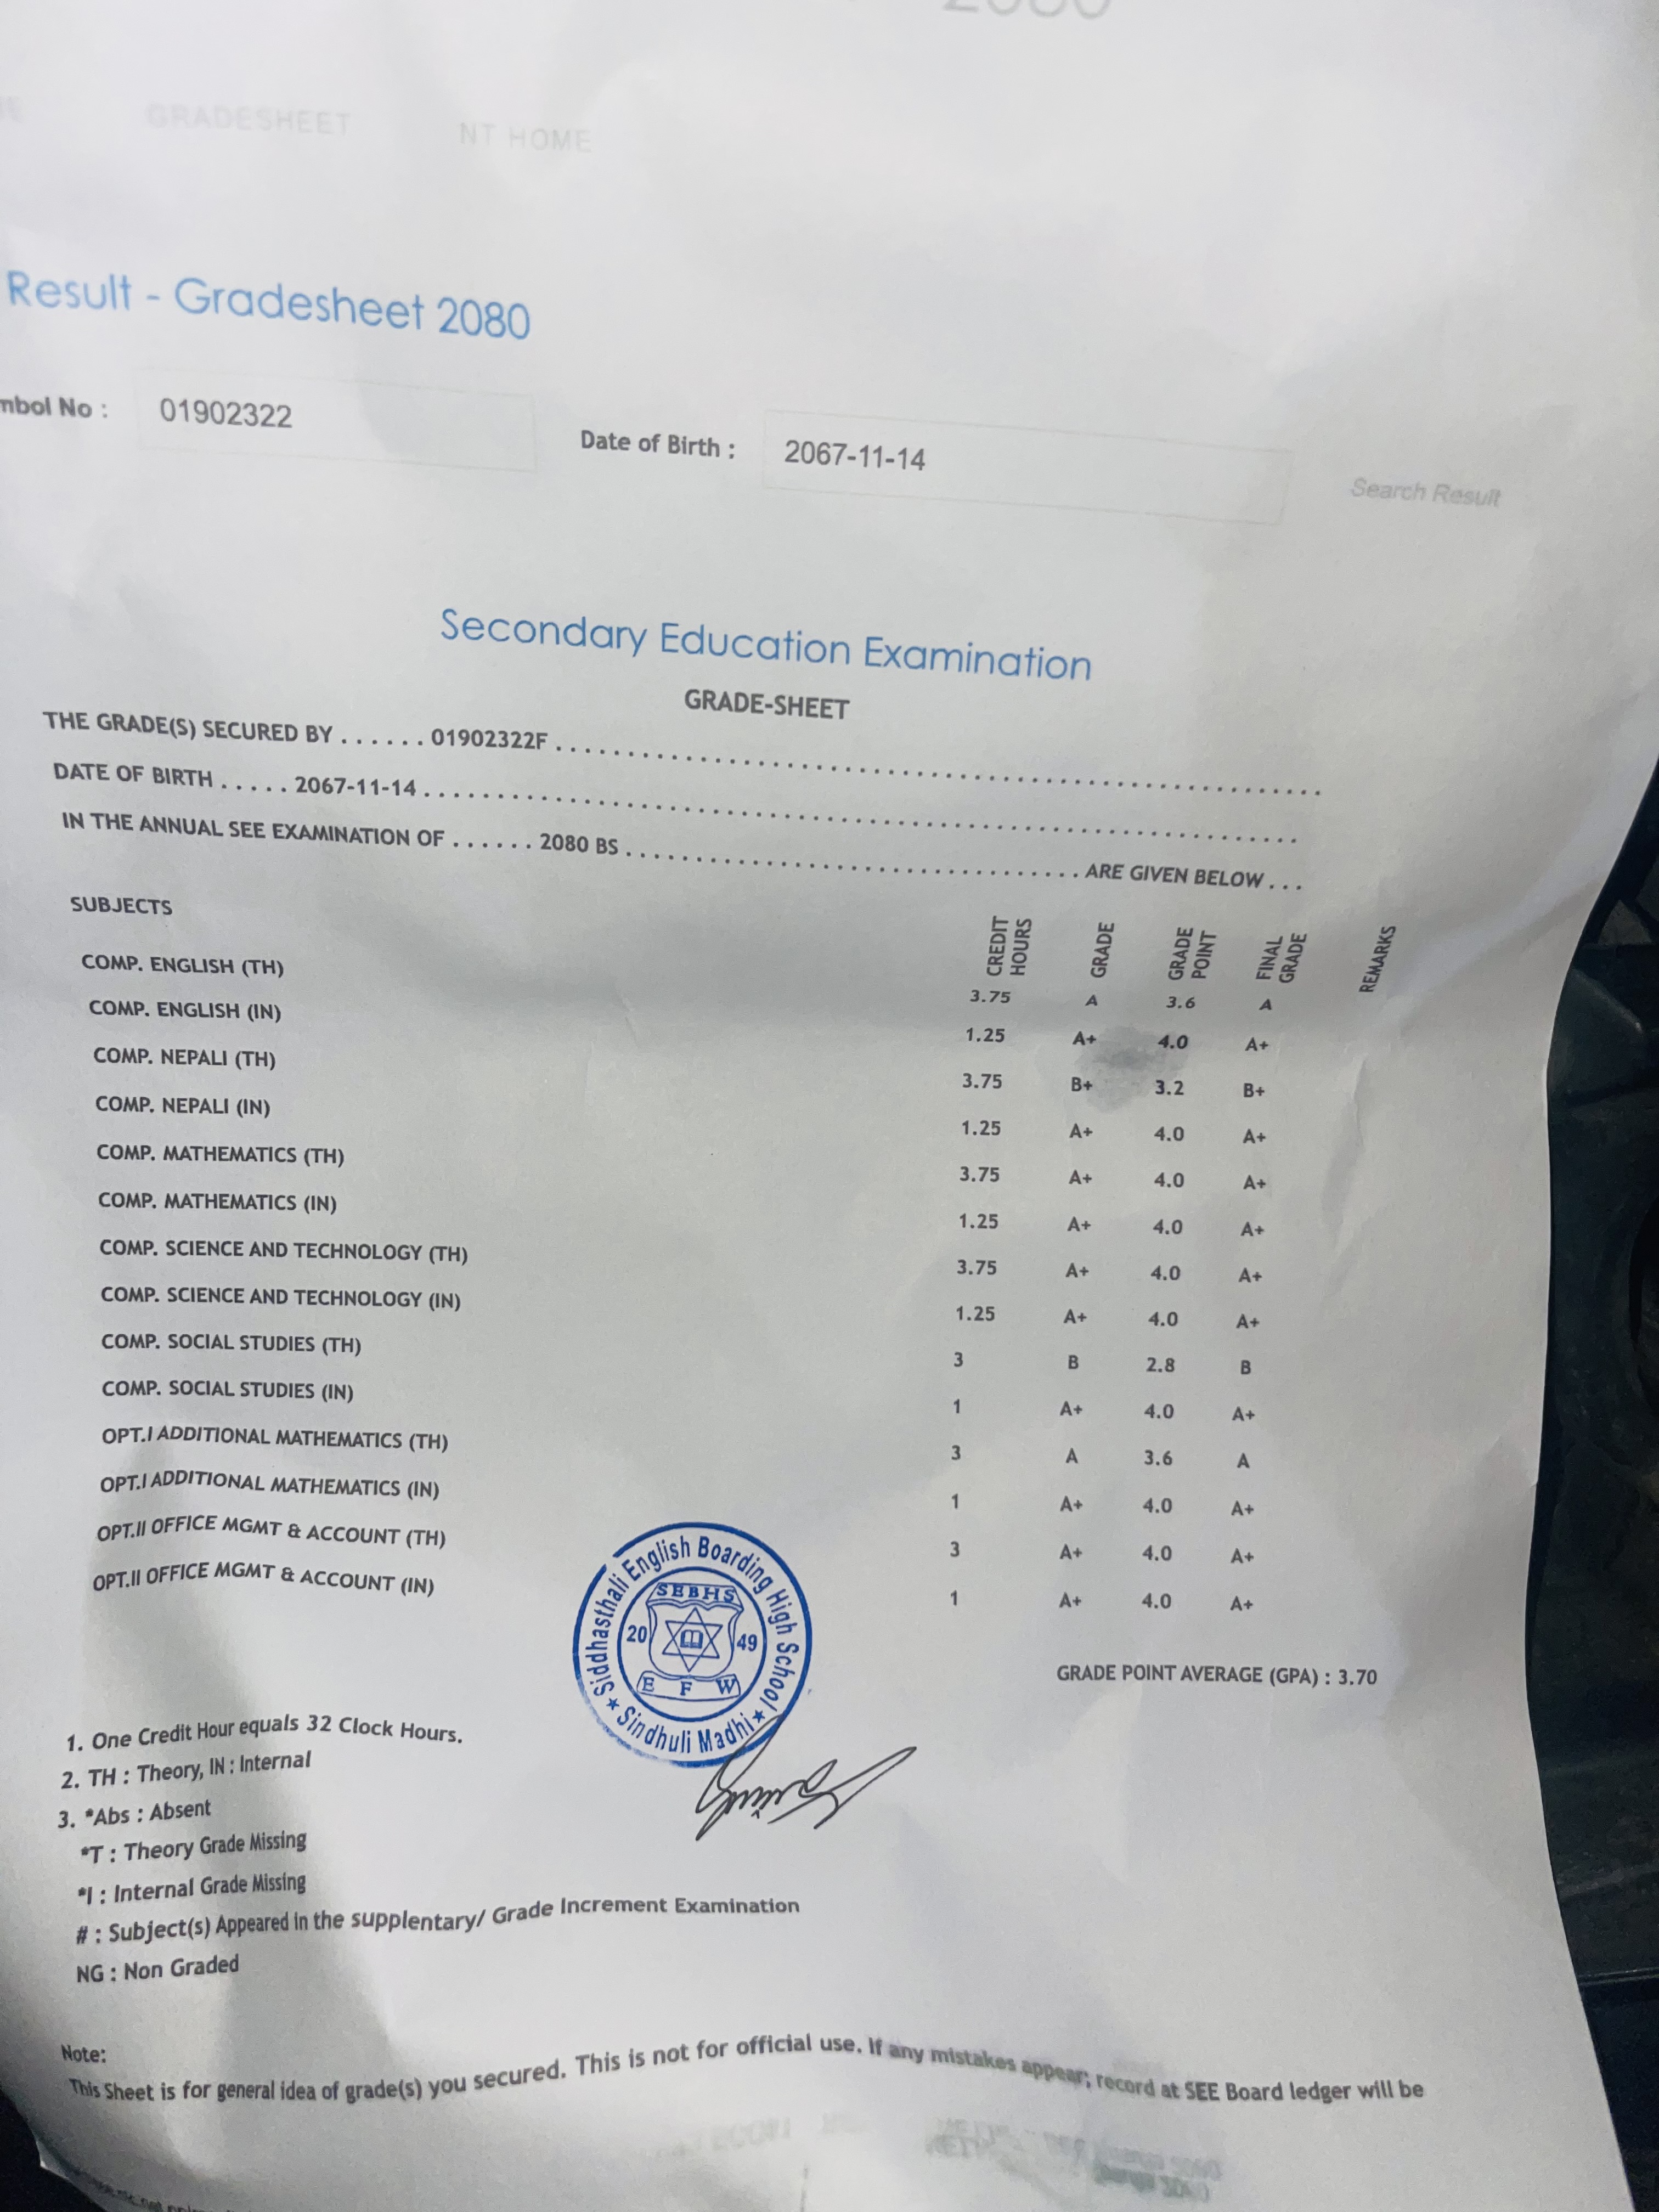 2080
GRADESHEET NT HOME
Result - Gradesheet 2080
mbol No : 01902322 Date of Birth : 2067-11-14 Search Result
Secondary Education Examination
GRADE-SHEET
THE GRADE(S) SECURED BY . . . . . . 01902322F
DATE OF BIRTH . . . . . 2067-11-14
IN THE ANNUAL SEE EXAMINATION OF . . . . . . 2080 BS . . . ARE GIVEN BELOW . . .
SUBJECTS CREDIT HOURS GRADE GRADE POINT FINAL GRADE REMARKS
COMP. ENGLISH (TH) 3.75 A 3.6 A
COMP. ENGLISH (IN) 1.25 A+ 4.0 A+
COMP. NEPALI (TH) 3.75 B+ 3.2 B+
COMP. NEPALI (IN) 1.25 A+ 4.0 A+
COMP. MATHEMATICS (TH) 3.75 A+ 4.0 A+
COMP. MATHEMATICS (IN) 1.25 A+ 4.0 A+
COMP. SCIENCE AND TECHNOLOGY (TH) 3.75 A+ 4.0 A+
COMP. SCIENCE AND TECHNOLOGY (IN) 1.25 A+ 4.0 A+
COMP. SOCIAL STUDIES (TH) 3 B 2.8 B
COMP. SOCIAL STUDIES (IN) 1 A+ 4.0 A+
OPT.I ADDITIONAL MATHEMATICS (TH) 3 A 3.6 A
OPT.I ADDITIONAL MATHEMATICS (IN) 1 A+ 4.0 A+
OPT.II OFFICE MGMT & ACCOUNT (TH) 3 A+ 4.0 A+
OPT.II OFFICE MGMT & ACCOUNT (IN) 1 A+ 4.0 A+
Siddhasthali English Boarding High School
SEBHS
20 49
E F W
Sindhuli Madhi
GRADE POINT AVERAGE (GPA) : 3.70
1. One Credit Hour equals 32 Clock Hours.
2. TH : Theory, IN : Internal
3. *Abs : Absent
*T : Theory Grade Missing
*I : Internal Grade Missing
# : Subject(s) Appeared in the supplentary/ Grade Increment Examination
NG : Non Graded
Note:
This Sheet is for general idea of grade(s) you secured. This is not for official use. If any mistakes appear; record at SEE Board ledger will be